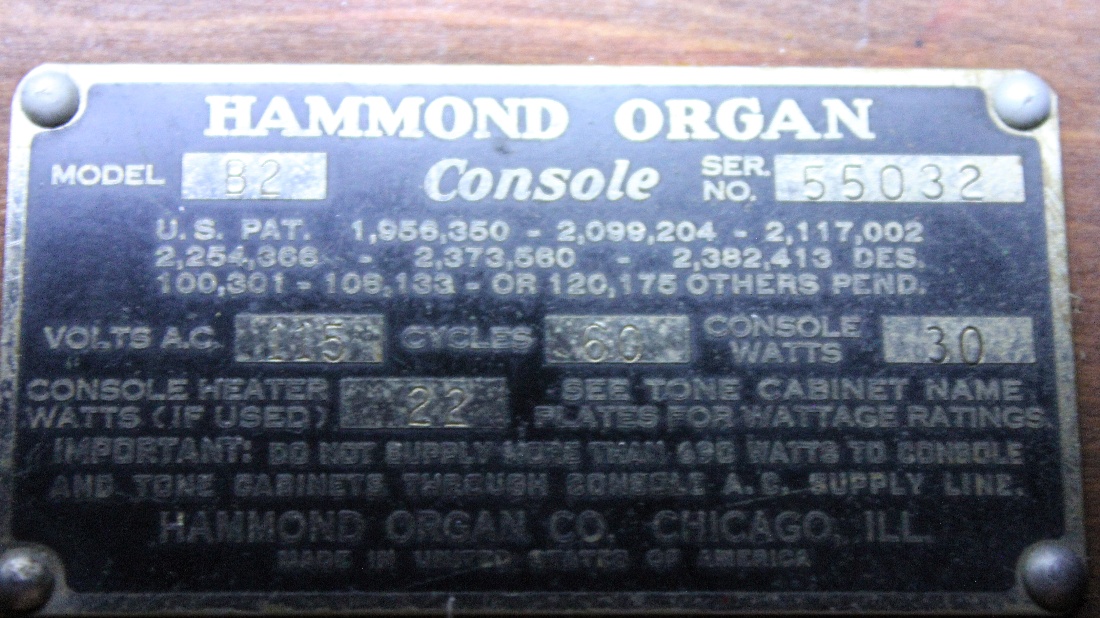 HAMMOND ORGAN
MODEL B2 Console SER. NO. 55032
U.S. PAT. 1,956,350 - 2,099,204 - 2,117,002
2,254,366 - 2,373,560 - 2,382,413 DES.
100,301 - 106,133 - OR 120,175 OTHERS PEND.
VOLTS A.C. 115 CYCLES 60 CONSOLE WATTS 30
CONSOLE HEATER WATTS (IF USED) 22 SEE TONE CABINET NAME PLATES FOR WATTAGE RATINGS
IMPORTANT: DO NOT SUPPLY MORE THAN 690 WATTS TO CONSOLE
AND TONE CABINETS THROUGH CONSOLE A.C. SUPPLY LINE.
HAMMOND ORGAN CO. CHICAGO, ILL.
MADE IN UNITED STATES OF AMERICA